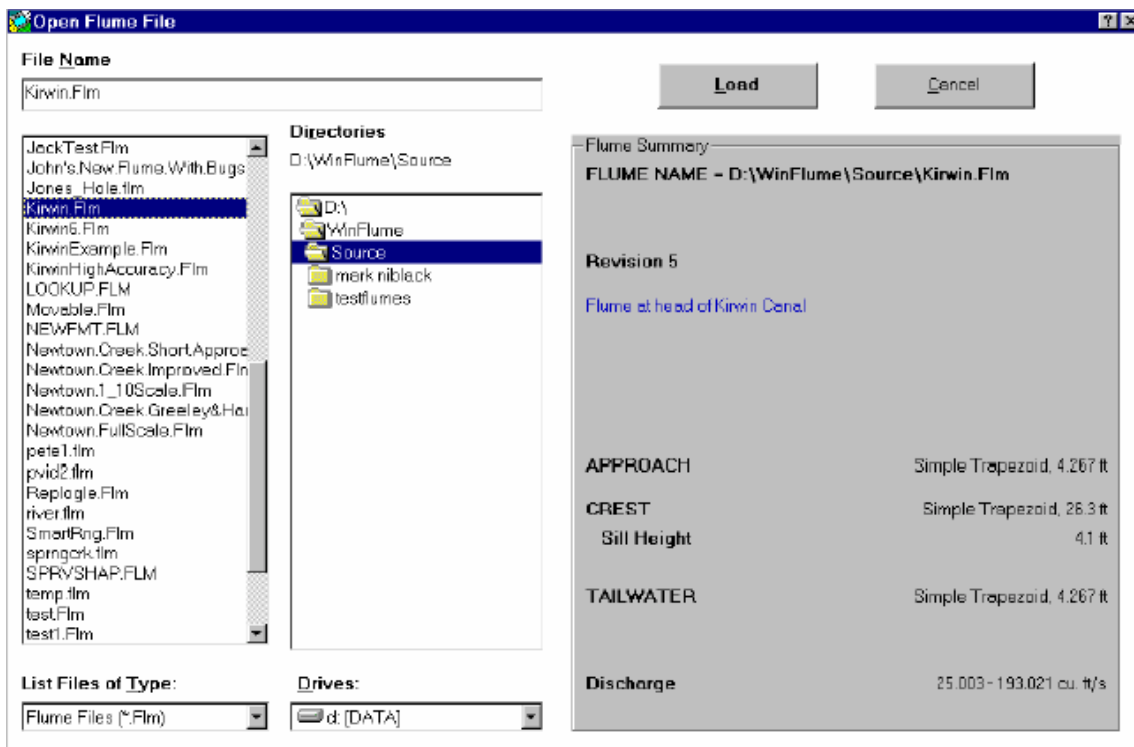 Open Flume File
File Name
Kirwin.Flm
Load
Cancel
JackTest.Flm
John's.New.Flume.With.Bugs
Jones_Hole.flm
Kirwin.Flm
Kirwin6.Flm
KirwinExample.Flm
KirwinHighAccuracy.Flm
LOOKUP.FLM
Movable.Flm
NEWFMT.FLM
Newtown.Creek.Short.Approa
Newtown.Creek.Improved.Fln
Newtown.1_10Scale.Flm
Newtown.Creek.Greeley&Hai
Newtown.FullScale.Flm
pete1.flm
pvid2.flm
Replogle.Flm
river.flm
SmartRng.Flm
sprngcrk.flm
SPRVSHAP.FLM
temp.flm
test.Flm
test1.Flm
List Files of Type:
Flume Files (*.Flm)
Directories
D:\WinFlume\Source
D:\
WinFlume
Source
mark niblack
testflumes
Drives:
d: [DATA]
Flume Summary
FLUME NAME - D:\WinFlume\Source\Kirwin.Flm
Revision 5
Flume at head of Kirwin Canal
APPROACH Simple Trapezoid, 4.267 ft
CREST Simple Trapezoid, 26.3 ft
Sill Height 4.1 ft
TAILWATER Simple Trapezoid, 4.267 ft
Discharge 25.003 - 193.021 cu. ft/s